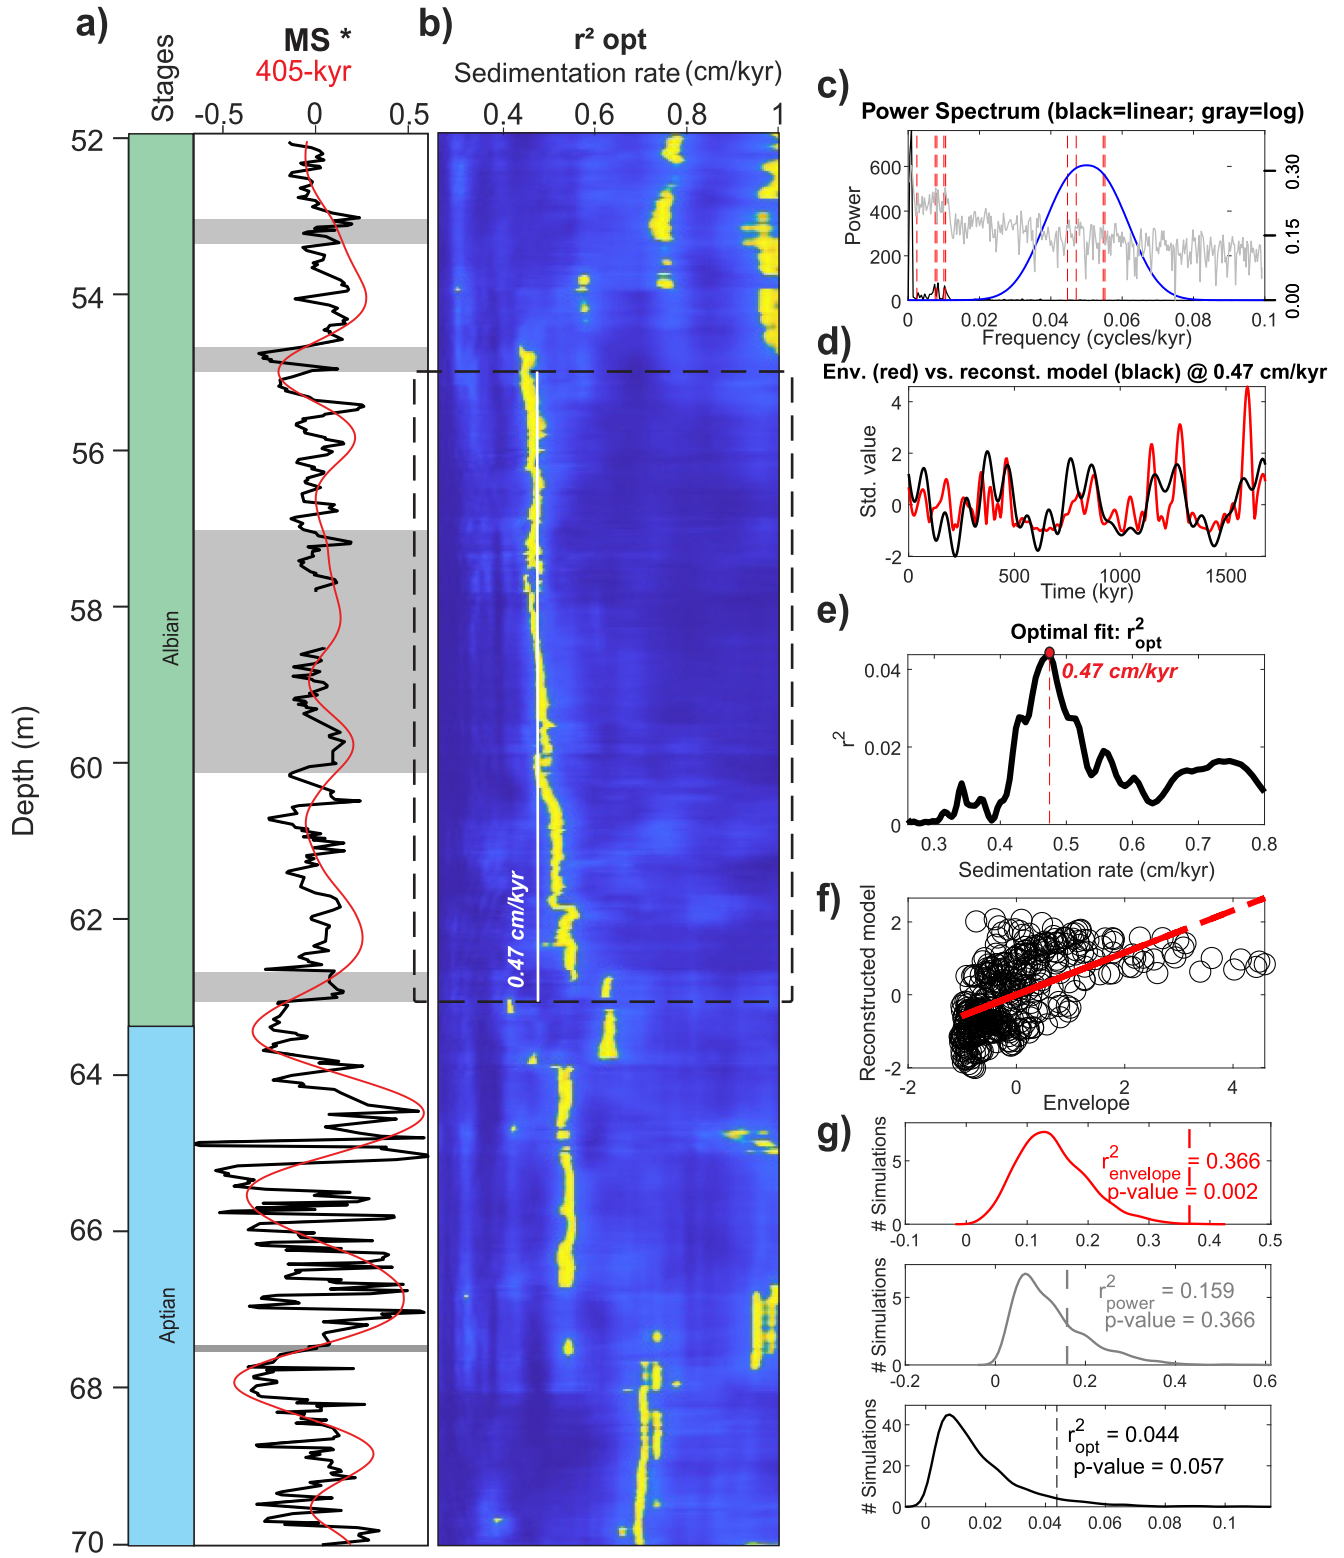 a)
Stages
MS *
405-kyr
-0.5
0
0.5
b)
r² opt
Sedimentation rate (cm/kyr)
0.4
0.6
0.8
1
Depth (m)
52
54
56
58
60
62
64
66
68
70
Albian
Aptian
0.47 cm/kyr
c)
Power Spectrum (black=linear; gray=log)
Power
600
400
200
0
0.30
0.15
0.00
0
0.02
0.04
0.06
0.08
0.1
Frequency (cycles/kyr)
d)
Env. (red) vs. reconst. model (black) @ 0.47 cm/kyr
Std. value
4
2
0
-2
0
500
1000
1500
Time (kyr)
e)
Optimal fit: r²opt
0.47 cm/kyr
r²
0.04
0.02
0
0.3
0.4
0.5
0.6
0.7
0.8
Sedimentation rate (cm/kyr)
f)
Reconstructed model
2
0
-2
-2
0
2
4
Envelope
g)
# Simulations
5
0
r²envelope = 0.366
p-value = 0.002
-0.1
0
0.1
0.2
0.3
0.4
0.5
# Simulations
5
0
r²power = 0.159
p-value = 0.366
-0.2
0
0.2
0.4
0.6
# Simulations
40
20
0
r²opt = 0.044
p-value = 0.057
0
0.02
0.04
0.06
0.08
0.1